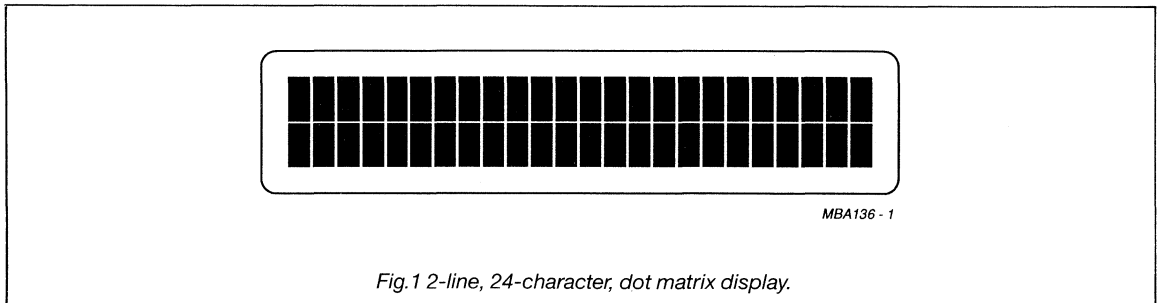 MBA136 - 1
Fig.1 2-line, 24-character, dot matrix display.